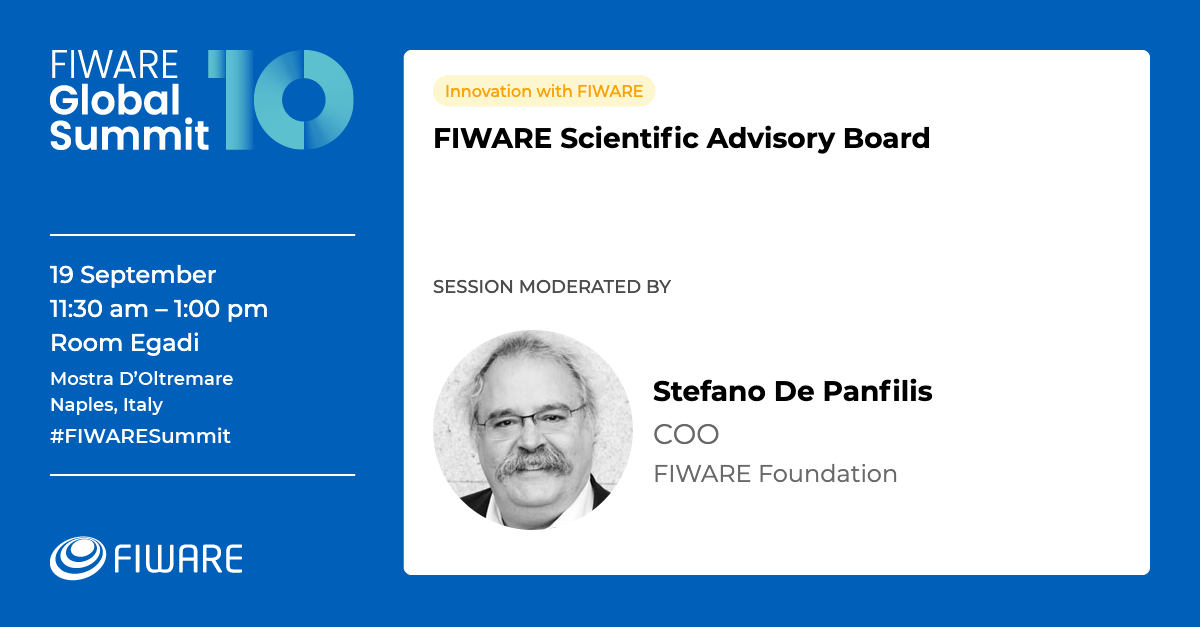 FIWARE
Global
Summit
10
19 September
11:30 am – 1:00 pm
Room Egadi
Mostra D’Oltremare
Naples, Italy
#FIWARESummit
FIWARE
Innovation with FIWARE
FIWARE Scientific Advisory Board
SESSION MODERATED BY
Stefano De Panfilis
COO
FIWARE Foundation